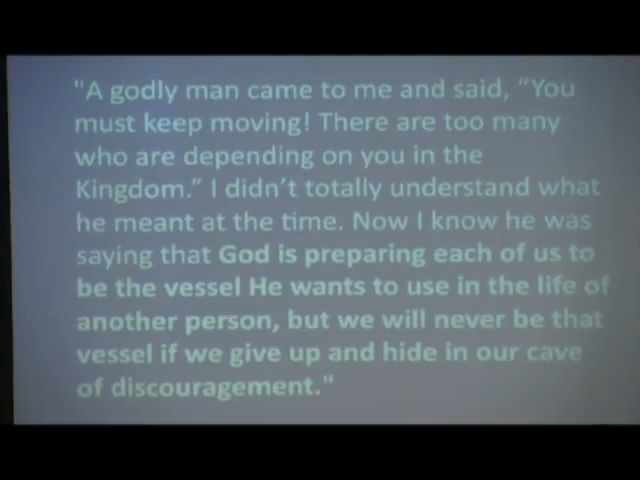 "A godly man came to me and said, “You
must keep moving! There are too many
who are depending on you in the
Kingdom.” I didn’t totally understand what
he meant at the time. Now I know he was
saying that God is preparing each of us to
be the vessel He wants to use in the life of
another person, but we will never be that
vessel if we give up and hide in our cave
of discouragement."